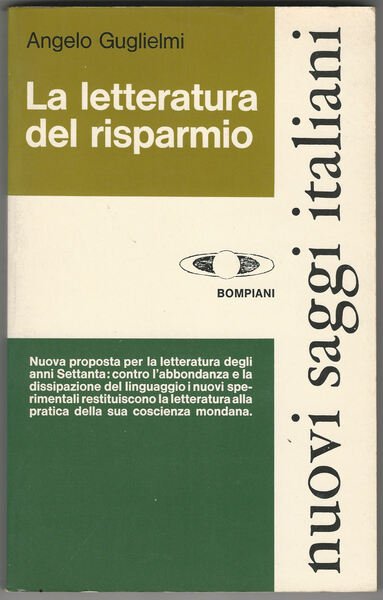 Angelo Guglielmi
La letteratura
del risparmio
BOMPIANI
Nuova proposta per la letteratura degli
anni Settanta: contro l'abbondanza e la
dissipazione del linguaggio i nuovi spe-
rimentali restituiscono la letteratura alla
pratica della sua coscienza mondana.
nuovi saggi italiani